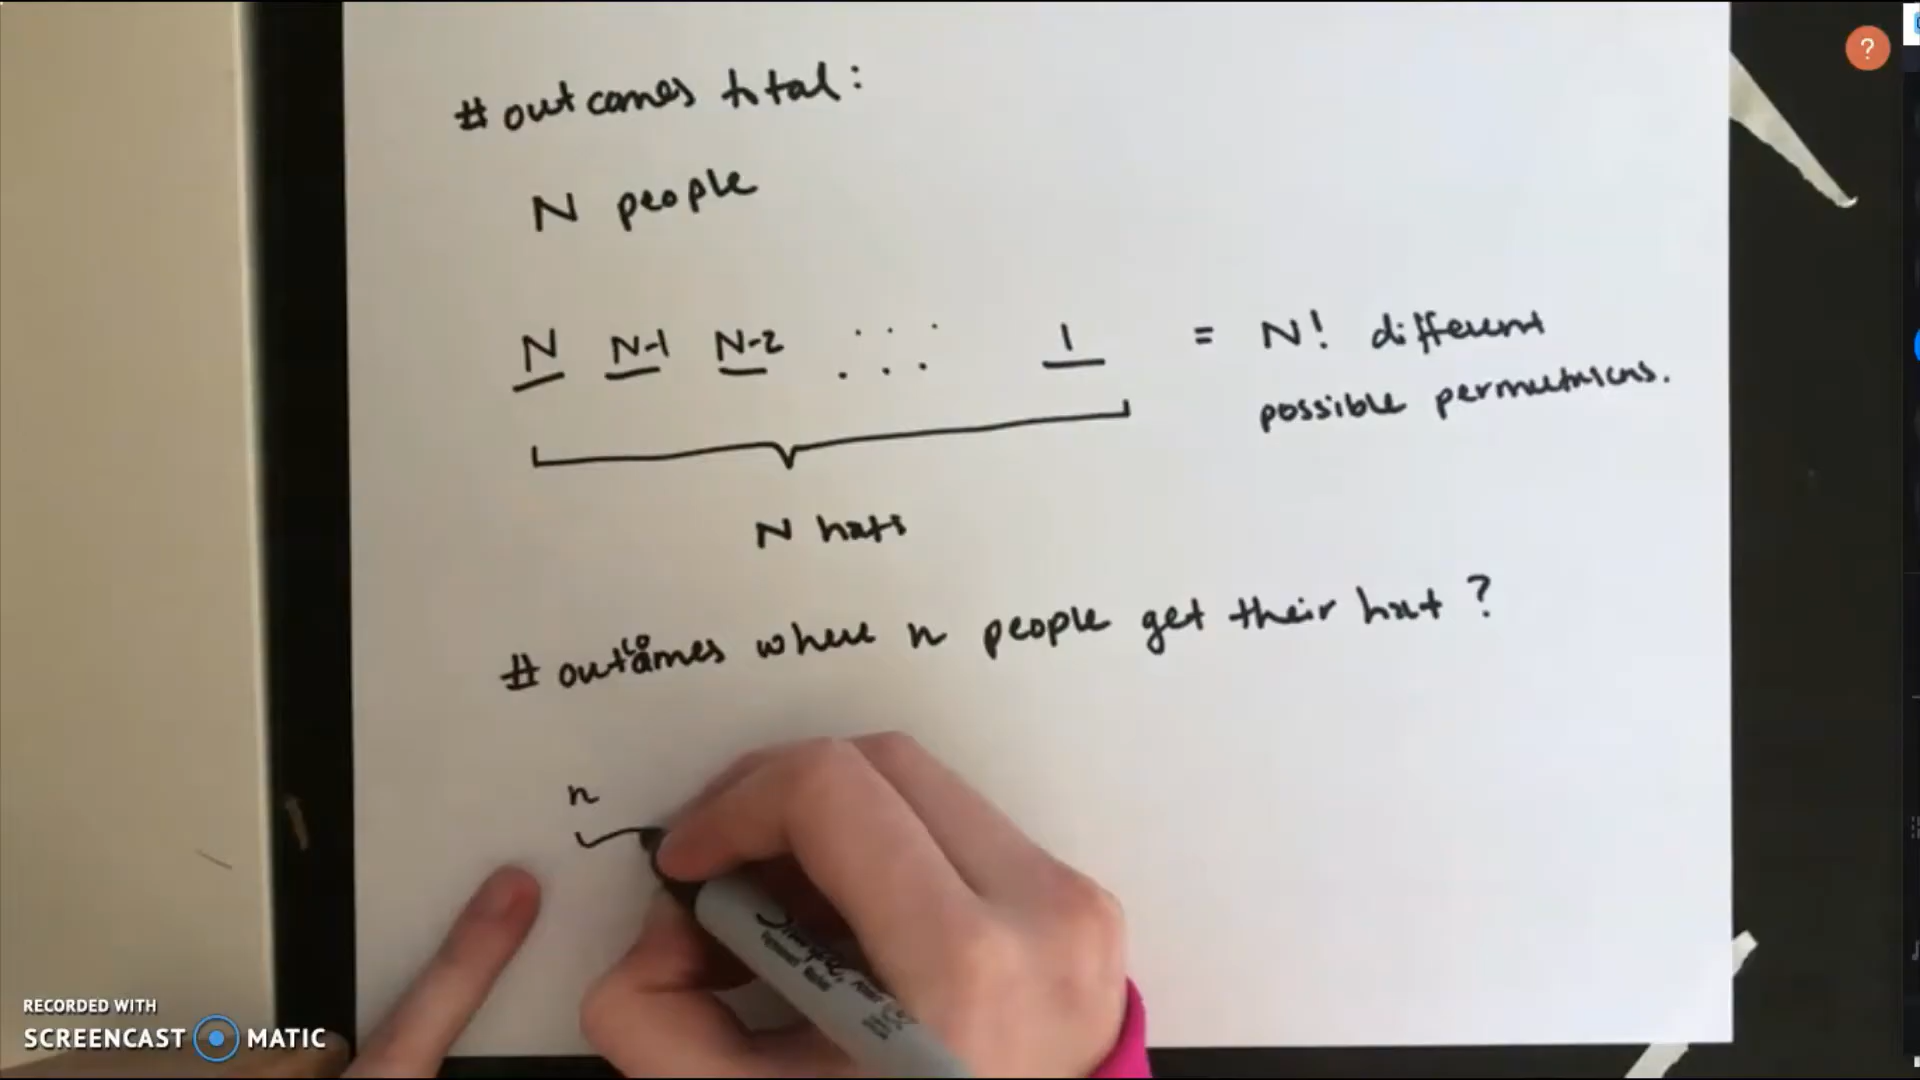 # outcomes total:
N people
N N-1 N-2 ... ... 1 = N! different
possible permutations.
N hats
# outcomes where n people get their hat ?
n
Sharpie
?
RECORDED WITH
SCREENCAST MATIC